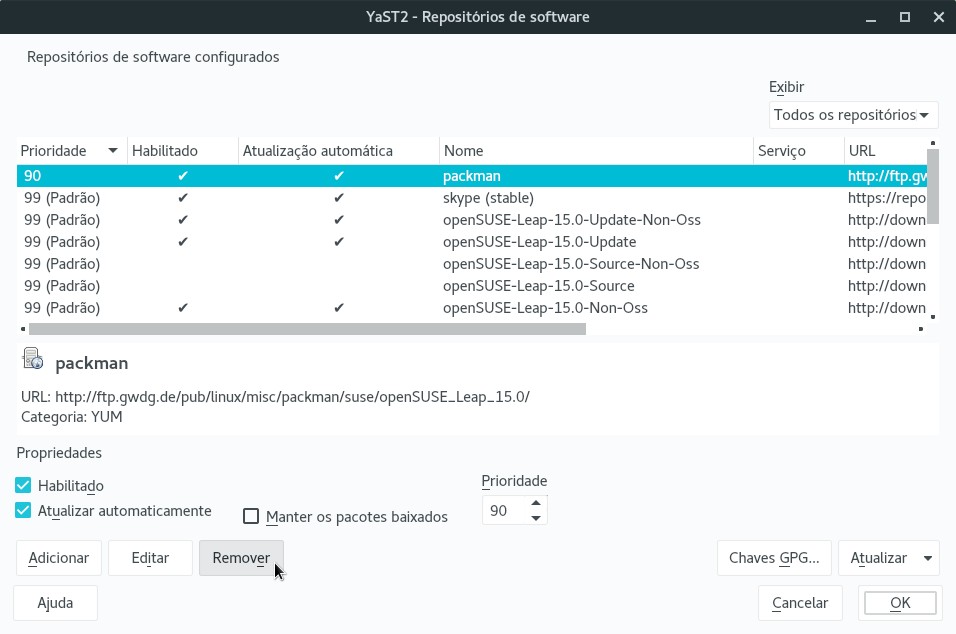 YaST2 - Repositórios de software
Repositórios de software configurados
Exibir
Todos os repositórios
Prioridade Habilitado Atualização automática Nome Serviço URL
90 ✔ ✔ packman http://ftp.gw
99 (Padrão) ✔ ✔ skype (stable) https://repo
99 (Padrão) ✔ ✔ openSUSE-Leap-15.0-Update-Non-Oss http://down
99 (Padrão) ✔ ✔ openSUSE-Leap-15.0-Update http://down
99 (Padrão) openSUSE-Leap-15.0-Source-Non-Oss http://down
99 (Padrão) openSUSE-Leap-15.0-Source http://down
99 (Padrão) ✔ ✔ openSUSE-Leap-15.0-Non-Oss http://down
packman
URL: http://ftp.gwdg.de/pub/linux/misc/packman/suse/openSUSE_Leap_15.0/
Categoria: YUM
Propriedades
Habilitado
Atualizar automaticamente
Manter os pacotes baixados
Prioridade
90
Adicionar Editar Remover Chaves GPG... Atualizar
Ajuda Cancelar OK